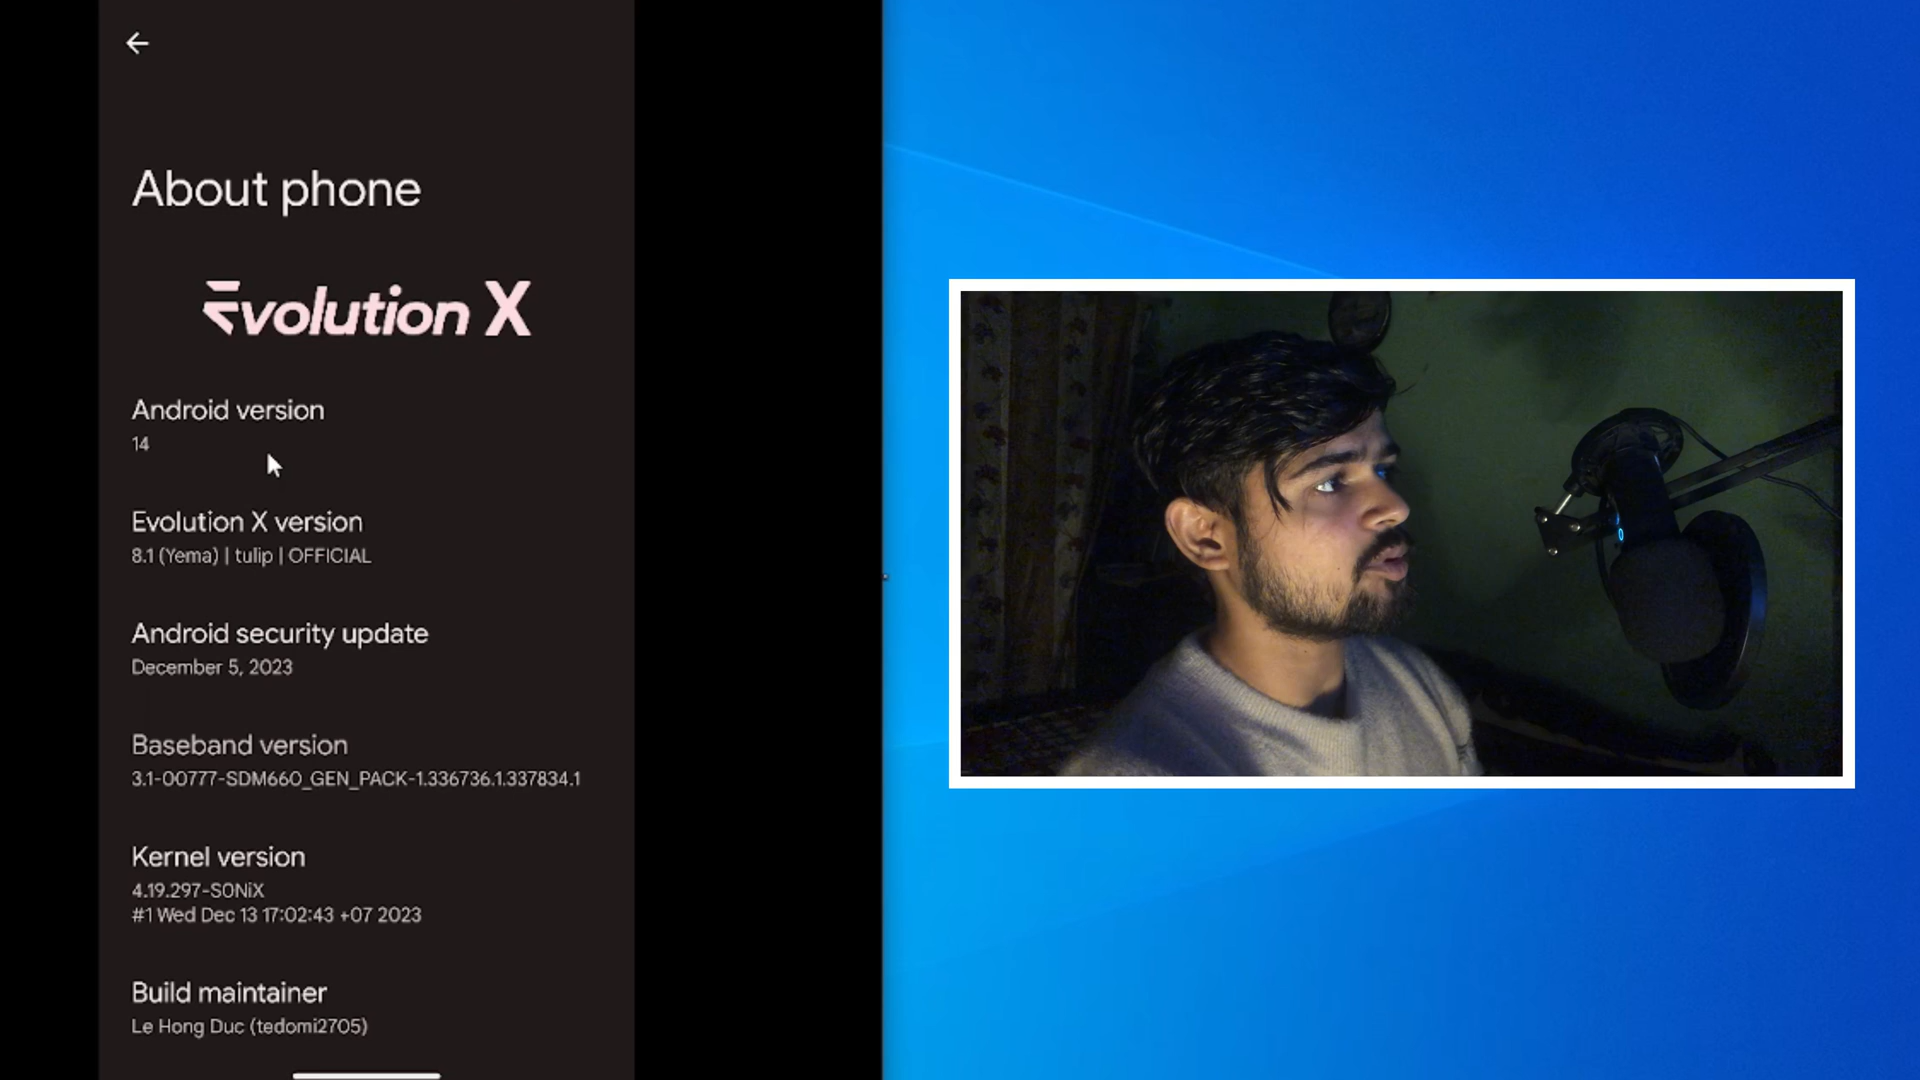 About phone
Evolution X
Android version
14
Evolution X version
8.1 (Yema) | tulip | OFFICIAL
Android security update
December 5, 2023
Baseband version
3.1-00777-SDM660_GEN_PACK-1.336736.1.337834.1
Kernel version
4.19.297-S0NiX
#1 Wed Dec 13 17:02:43 +07 2023
Build maintainer
Le Hong Duc (tedomi2705)